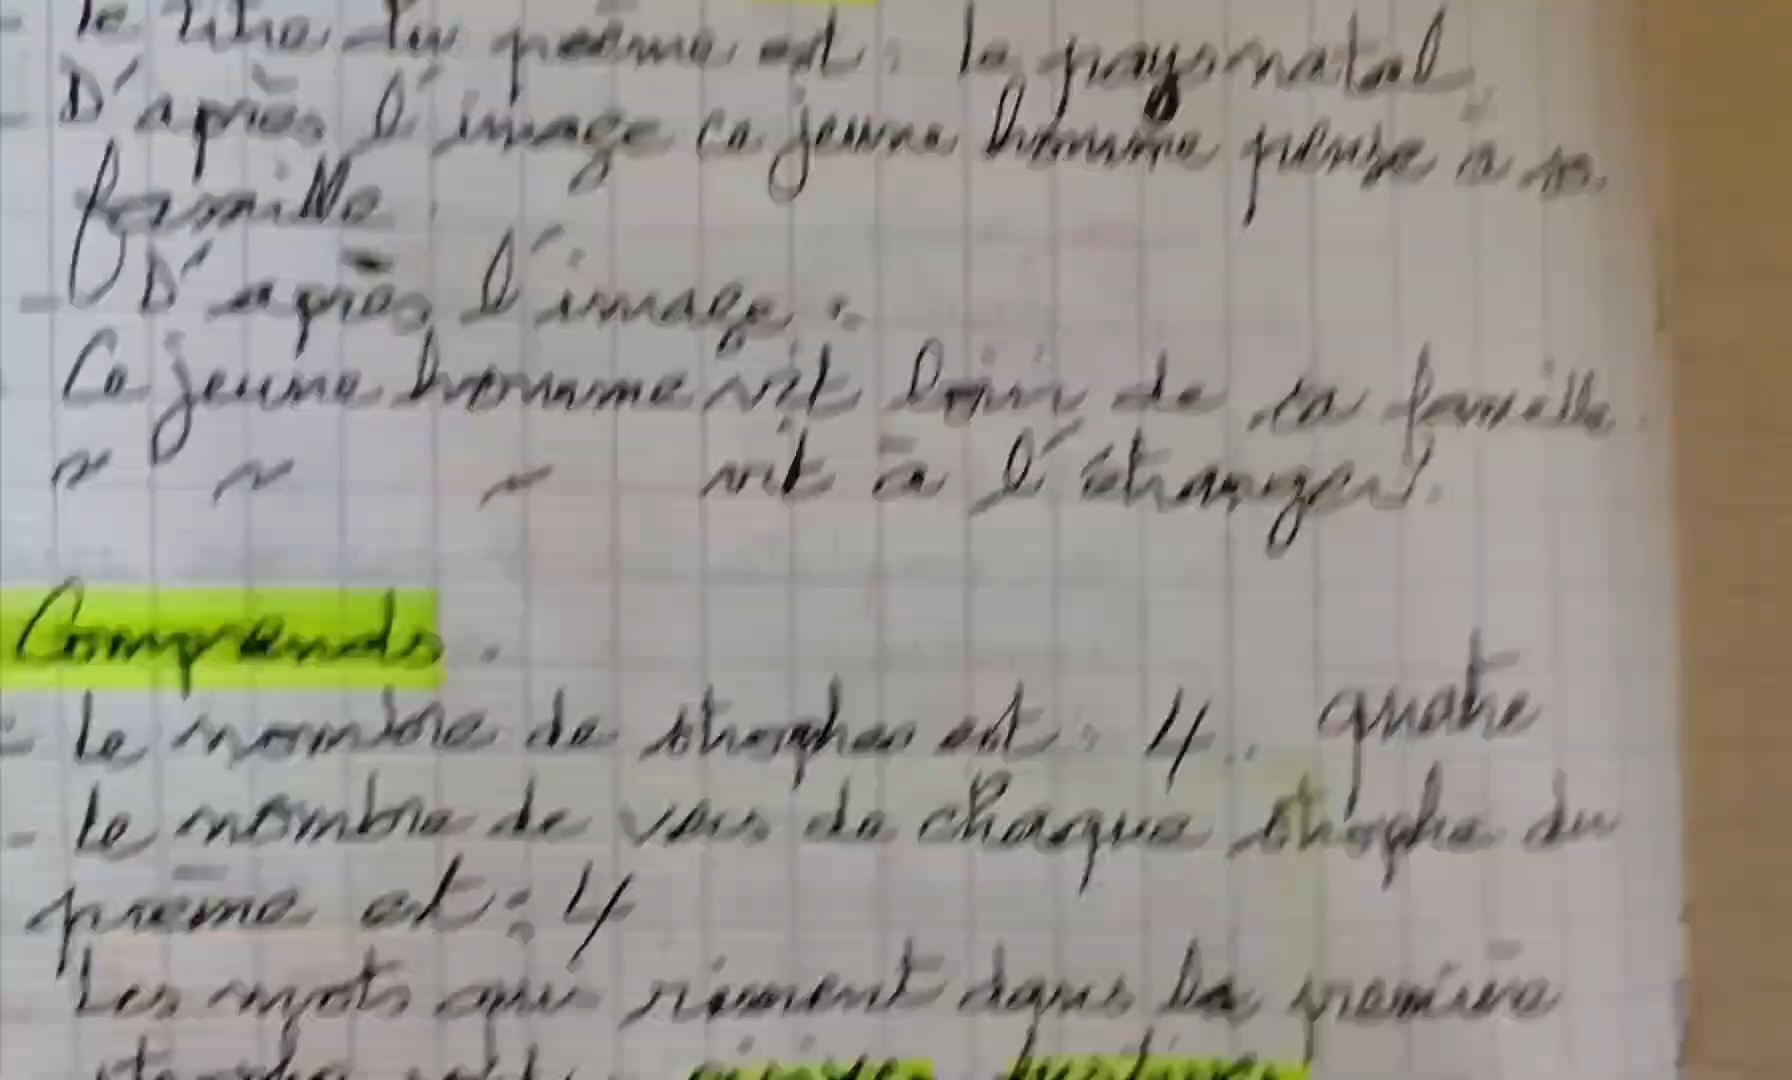 - le titre du poème est : le pays natal.
- D'après l'image ce jeune homme pense à sa
famille.
- D'après l'image :
Ce jeune homme vit loin de sa famille.
" " " vit à l'étranger.
Comprends.
- Le nombre de strophes est : 4. quatre
- Le nombre de vers de chaque strophe du
poème est : 4
Les mots qui riment dans la première